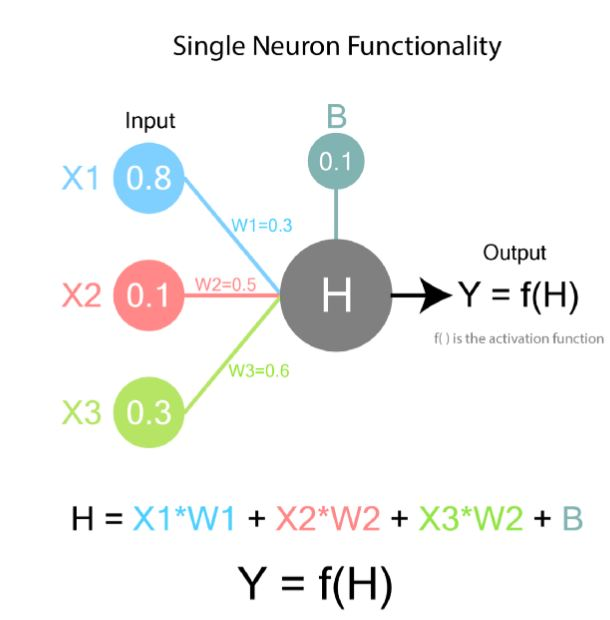 Single Neuron Functionality
Input
B
X1 0.8
0.1
W1=0.3
Output
X2 0.1
W2=0.5
H
Y = f(H)
f( ) is the activation function
W3=0.6
X3 0.3
H = X1*W1 + X2*W2 + X3*W2 + B
Y = f(H)